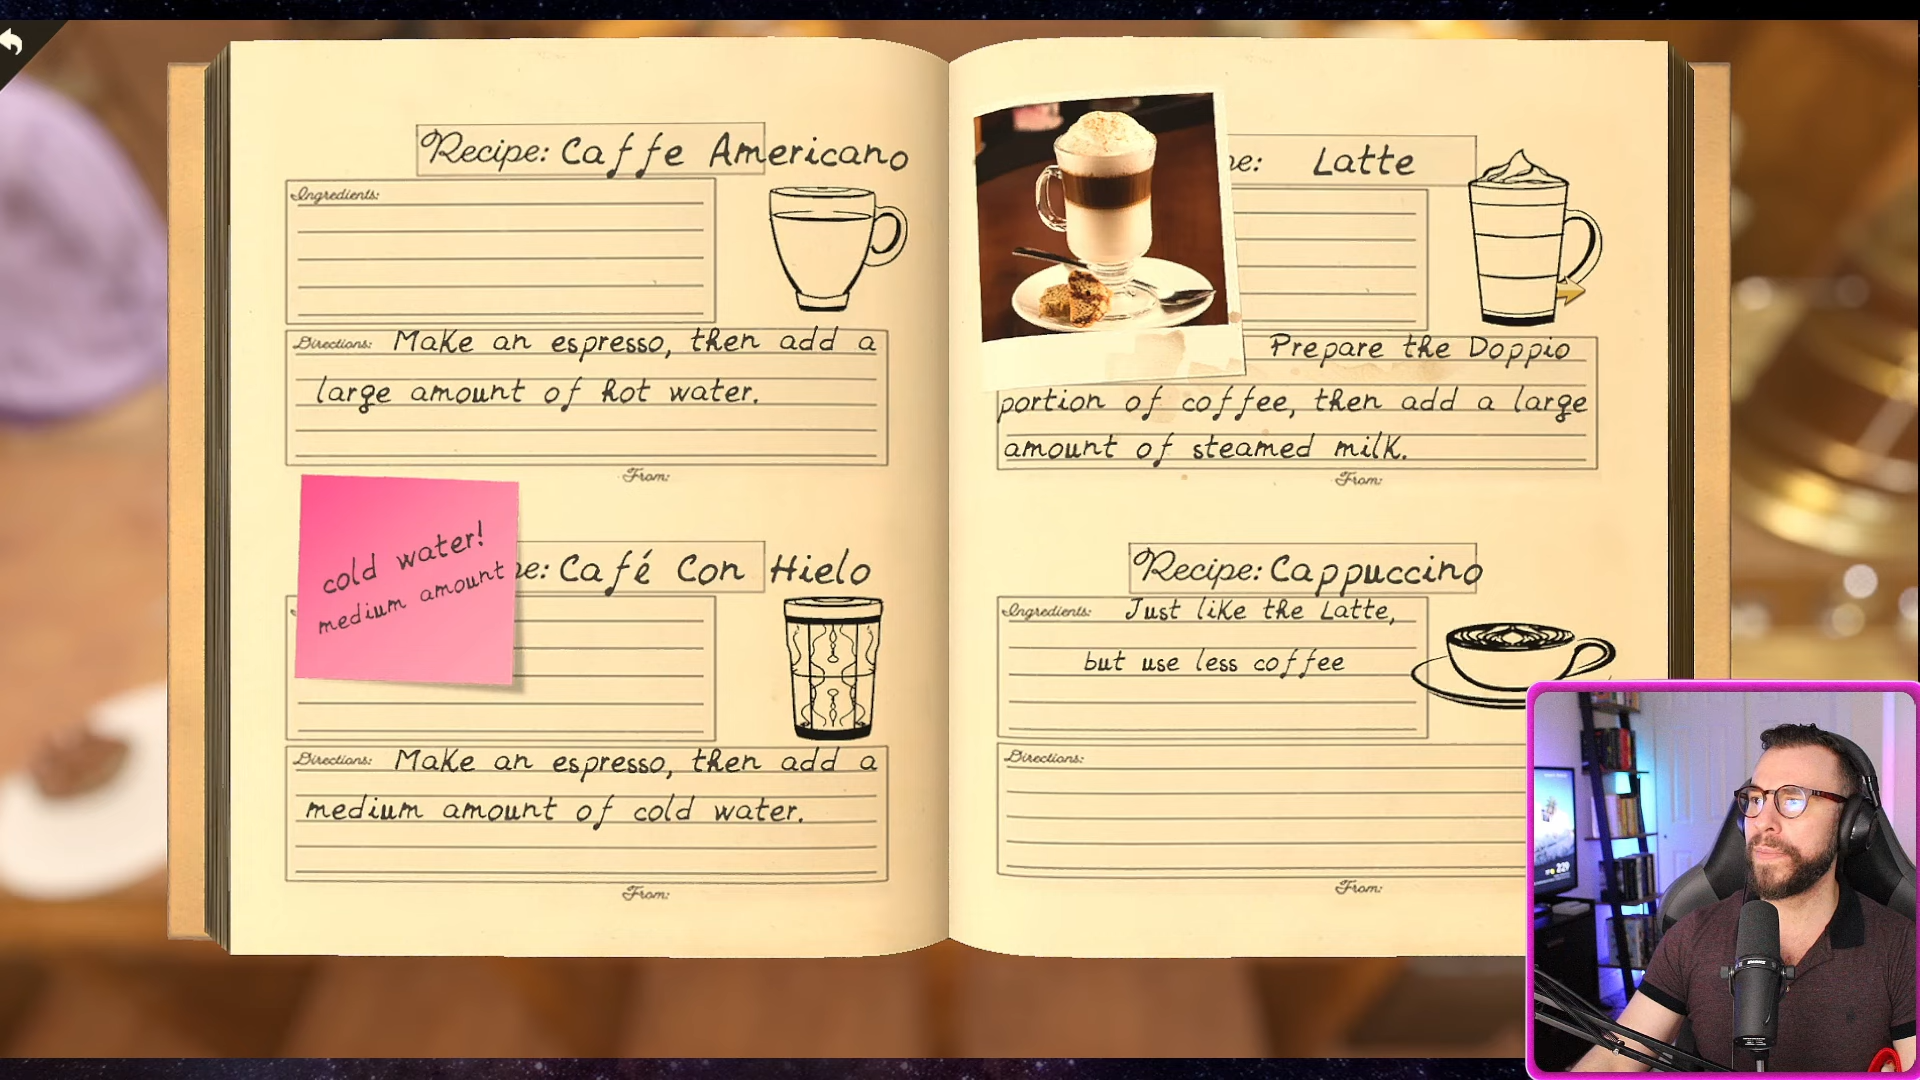 Recipe: Caffe Americano
Ingredients:
Directions: Make an espresso, then add a
large amount of hot water.
From:
cold water!
medium amount
pe: Café Con Hielo
Directions: Make an espresso, then add a
medium amount of cold water.
From:
pe: Latte
Prepare the Doppio
portion of coffee, then add a large
amount of steamed milk.
From:
Recipe: Cappuccino
Ingredients: Just like the Latte,
but use less coffee
Directions:
From: